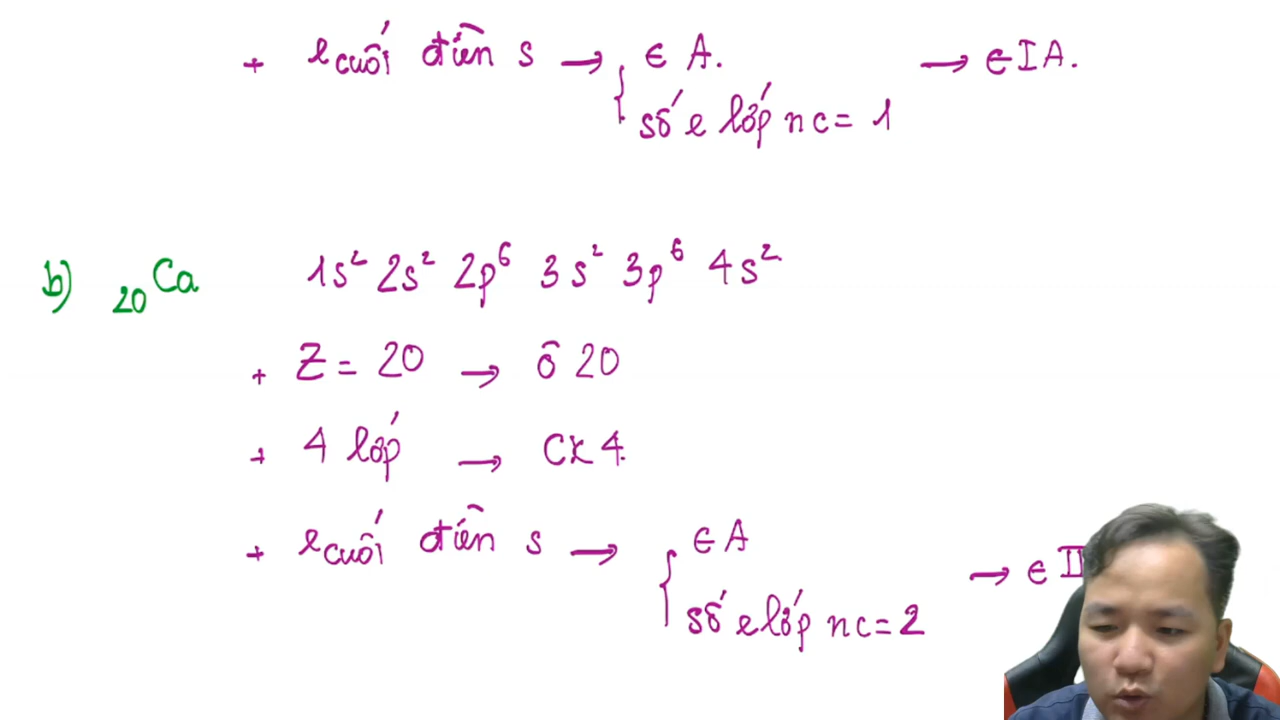 + e cuối điền s → { ∈ A. → ∈ IA.
số e lớp nc = 1
b) ₂₀Ca 1s² 2s² 2p⁶ 3s² 3p⁶ 4s²
+ Z = 20 → ô 20
+ 4 lớp → CK 4.
+ e cuối điền s → { ∈ A → ∈ II
số e lớp nc = 2